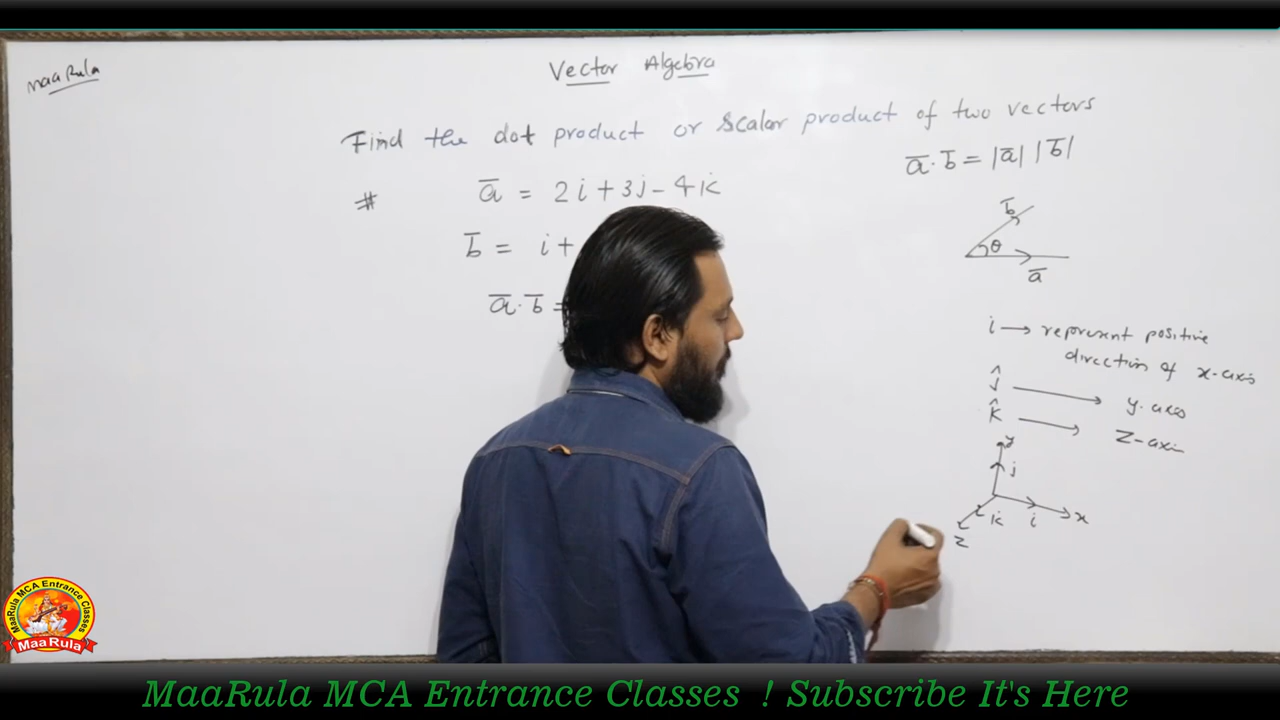 MaaRula
Vector Algebra
Find the dot product or scalar product of two vectors
a̅·b̅ = |a̅| |b̅|
# a̅ = 2i + 3j - 4k
b̅ = i +
a̅·b̅ =
b̅
θ
a̅
i → represent positive
direction of x-axis
ĵ → y-axis
k̂ → Z-axis
y
j
k i x
z
MaaRula MCA Entrance Classes
MaaRula
MaaRula MCA Entrance Classes ! Subscribe It's Here